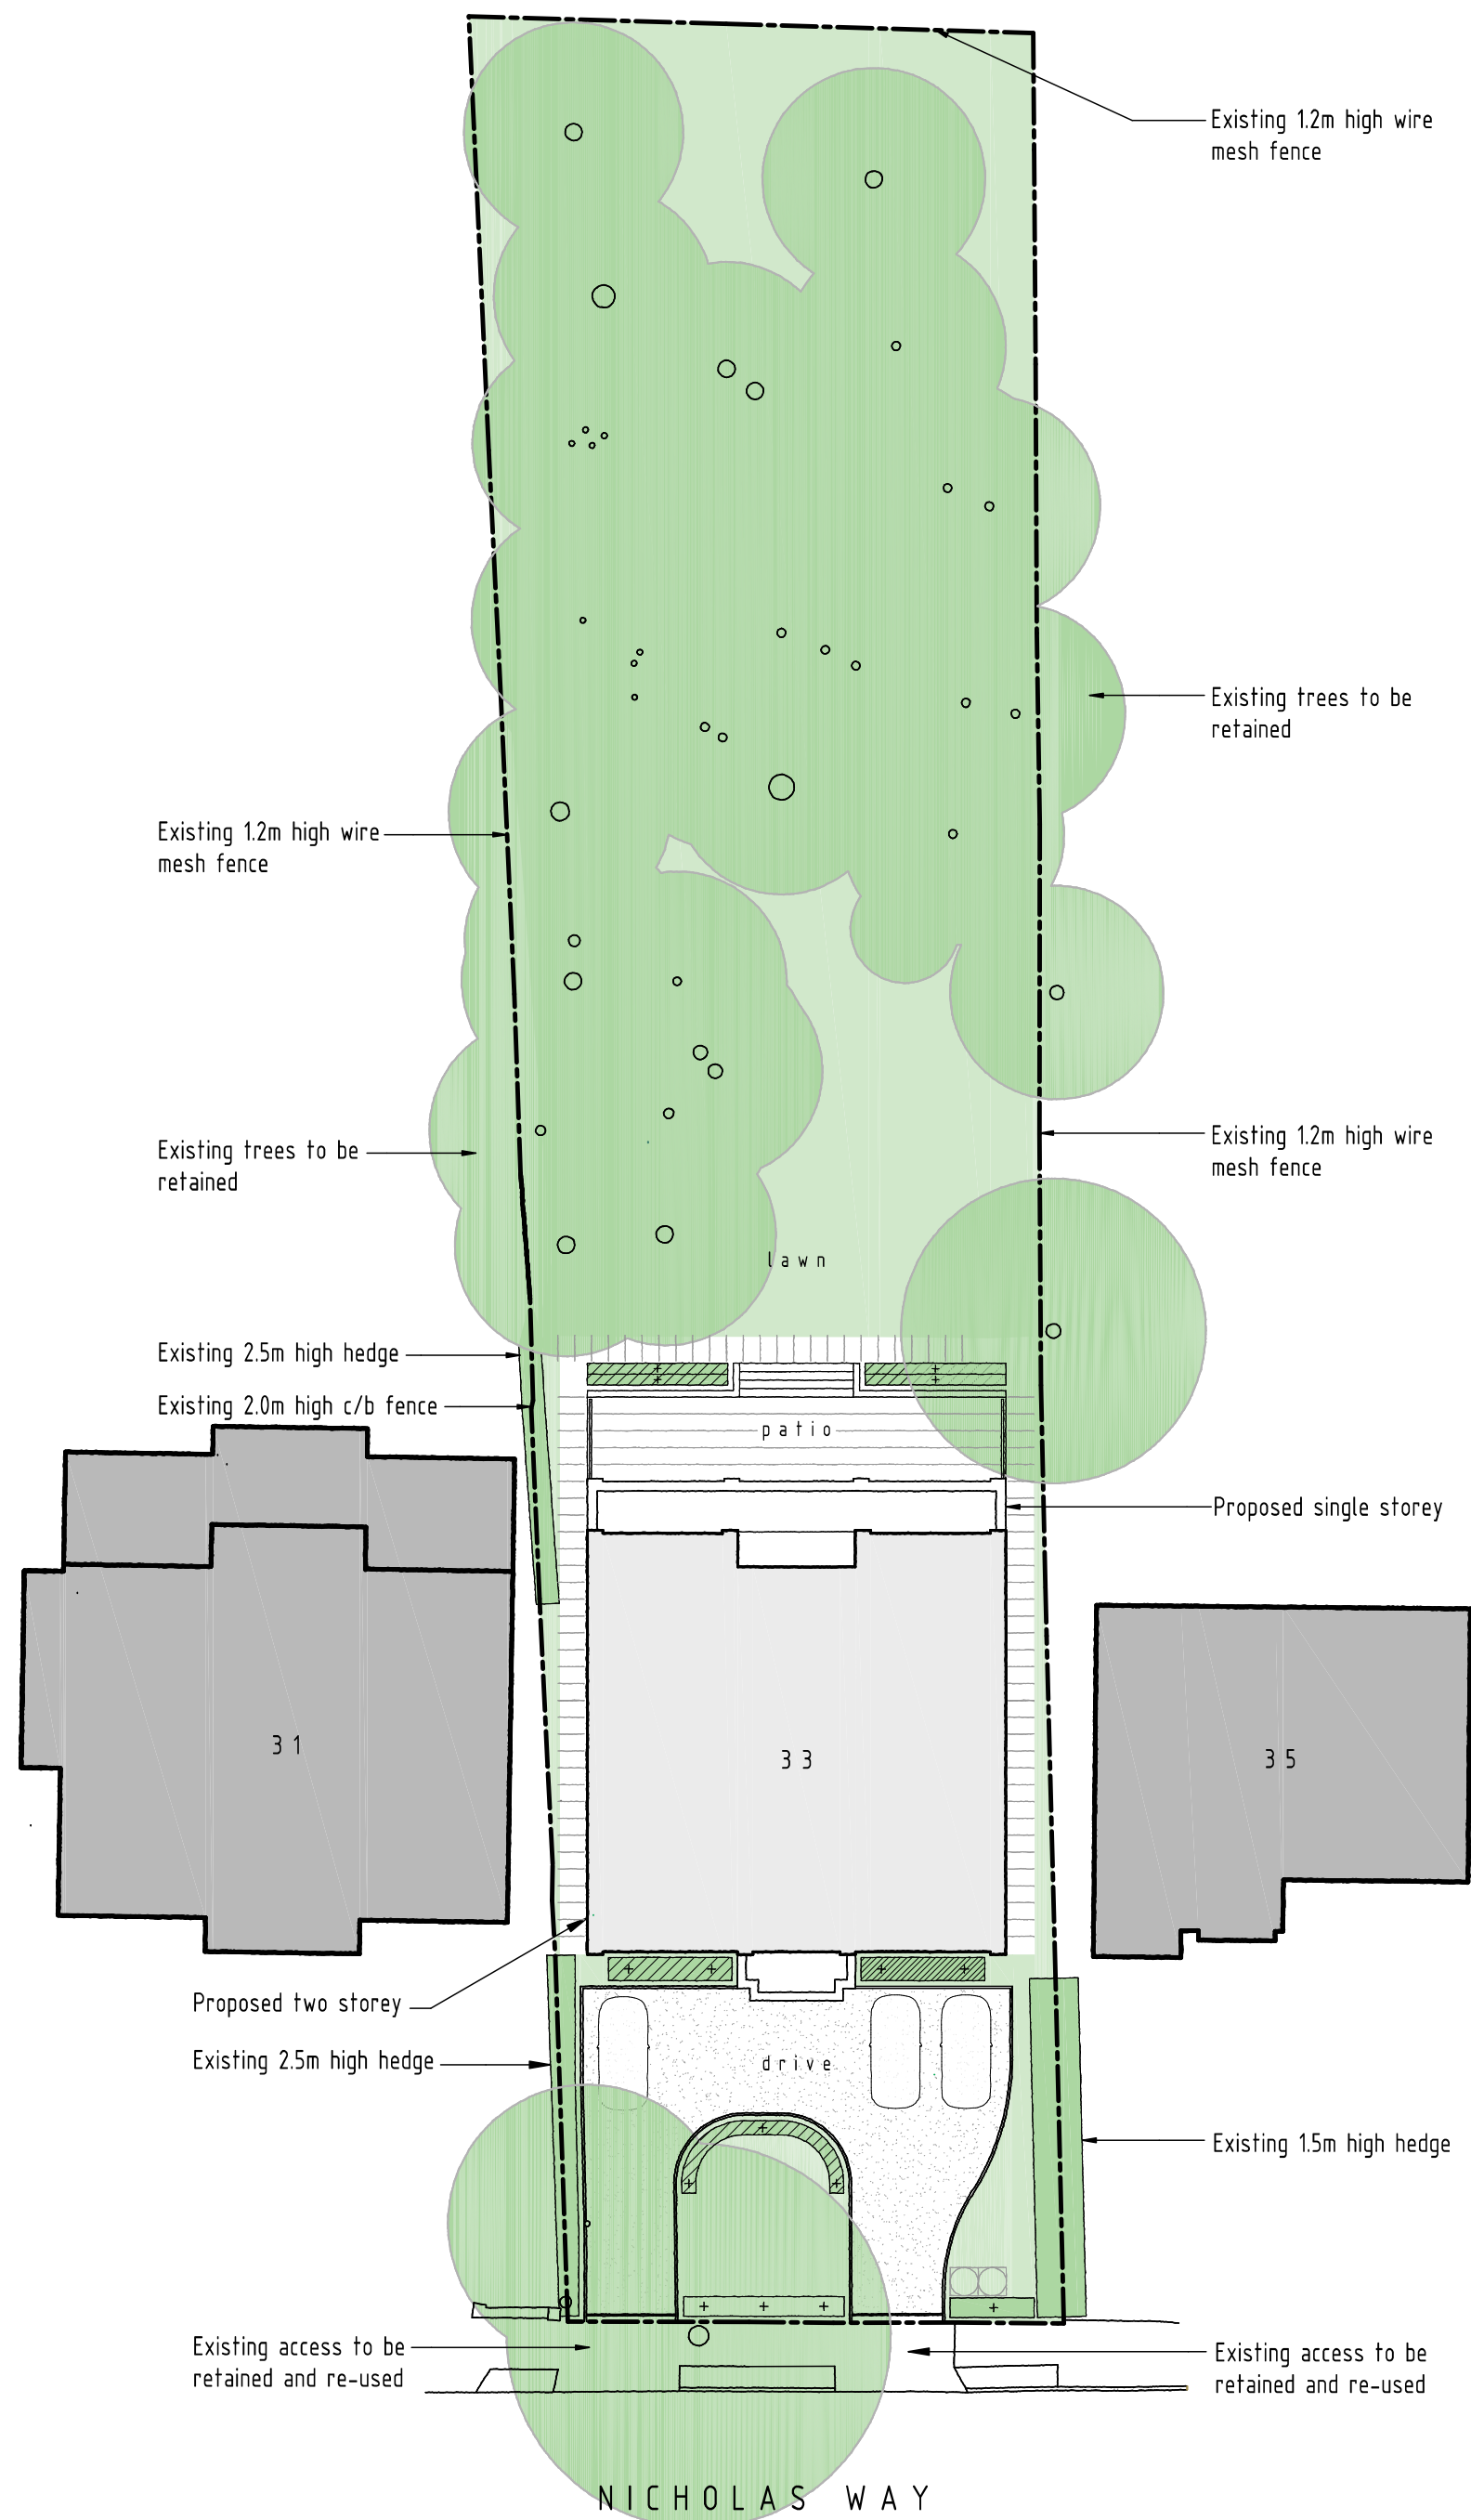 Existing 1.2m high wire
mesh fence
Existing trees to be
retained
Existing 1.2m high wire
mesh fence
Existing trees to be
retained
Existing 1.2m high wire
mesh fence
lawn
Existing 2.5m high hedge
Existing 2.0m high c/b fence
patio
Proposed single storey
31
33
35
Proposed two storey
Existing 2.5m high hedge
drive
Existing 1.5m high hedge
Existing access to be
retained and re-used
Existing access to be
retained and re-used
NICHOLAS WAY